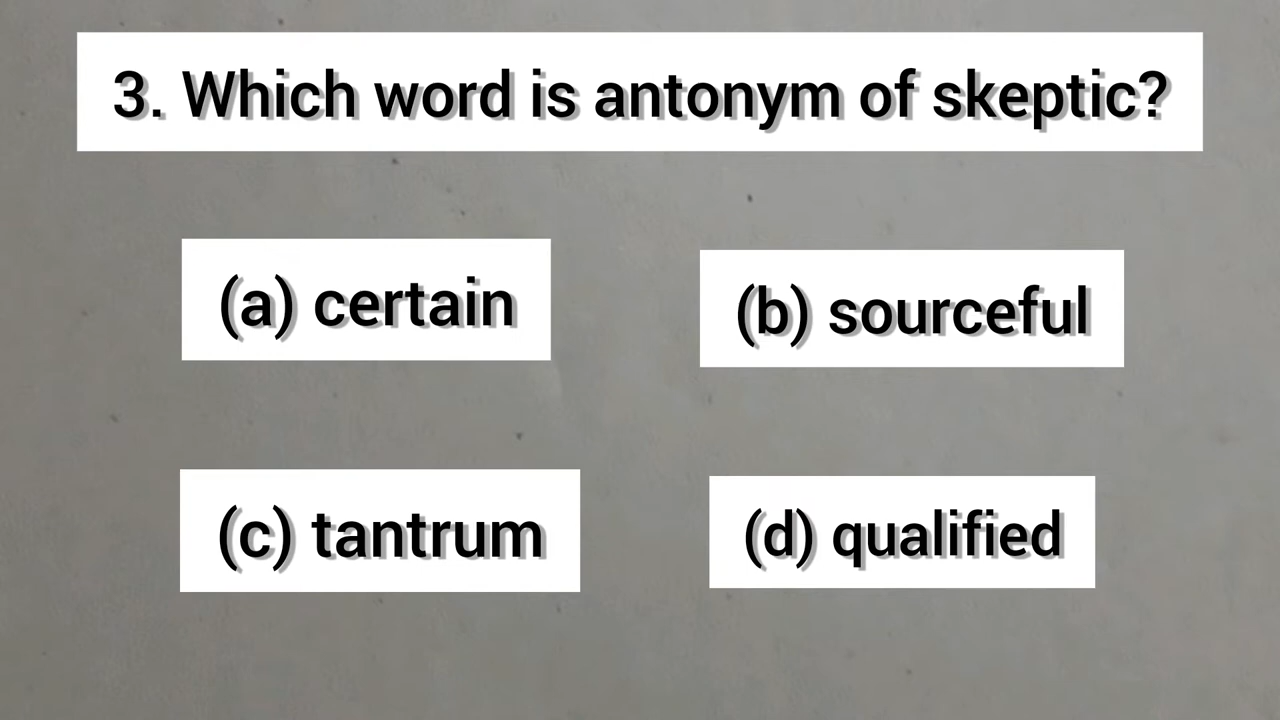 3. Which word is antonym of skeptic?
(a) certain
(b) sourceful
(c) tantrum
(d) qualified